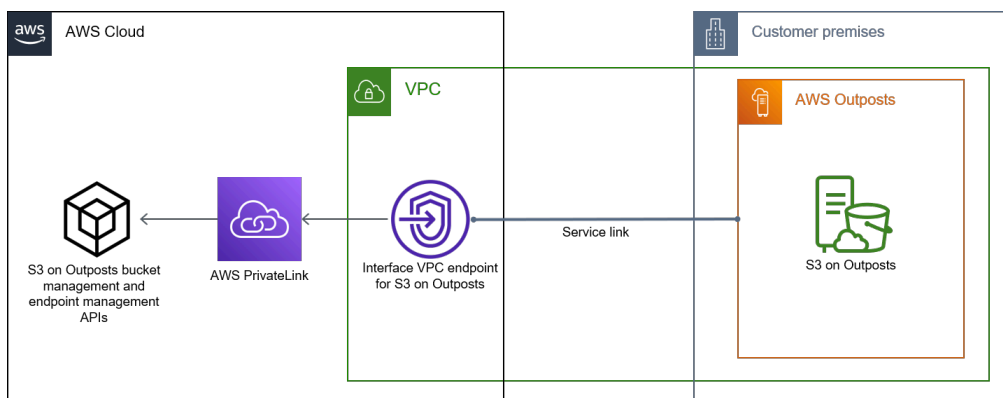 aws
AWS Cloud
Customer premises
VPC
AWS Outposts
S3 on Outposts bucket
management and
endpoint management
APIs
AWS PrivateLink
Interface VPC endpoint
for S3 on Outposts
Service link
S3 on Outposts